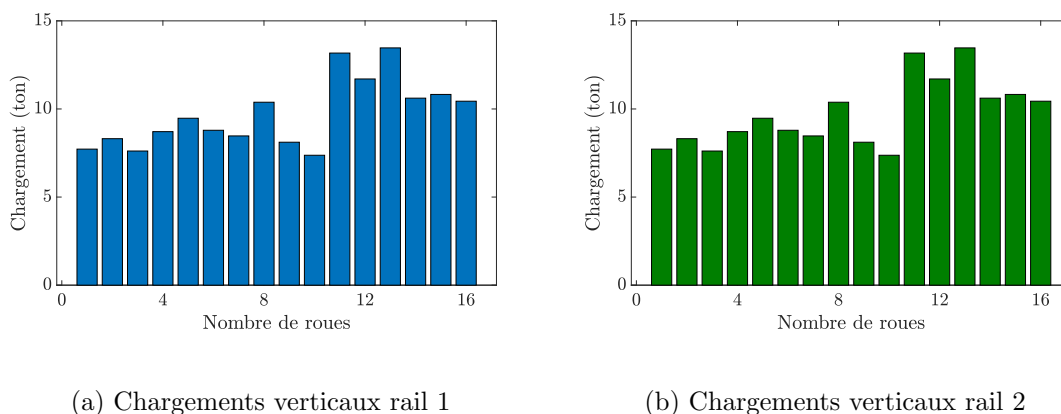 15
10
5
0
Chargement (ton)
0 4 8 12 16
Nombre de roues
(a) Chargements verticaux rail 1
15
10
5
0
Chargement (ton)
0 4 8 12 16
Nombre de roues
(b) Chargements verticaux rail 2